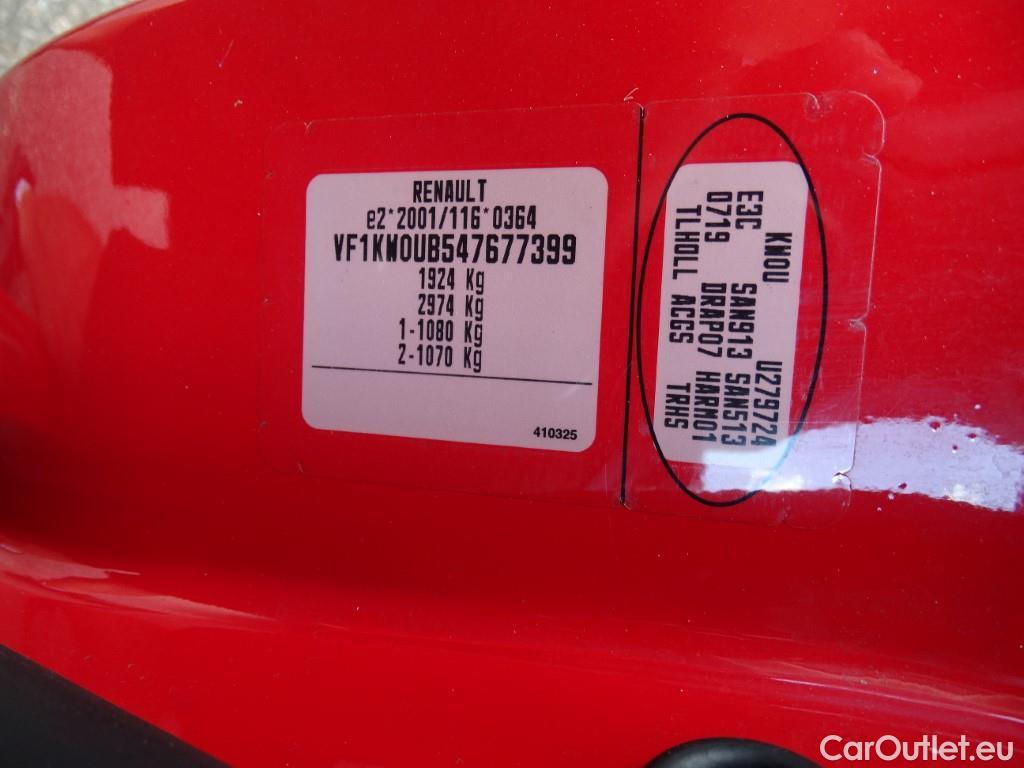 RENAULT
e2*2001/116*0364
VF1KW0UB547677399
1924 Kg
2974 Kg
1-1080 Kg
2-1070 Kg
410325
KW0U U279724
E3C SAN913 SAN513
0719 DRAP07 HARM01
TLHOLL ACGS TRHS
CarOutlet.eu